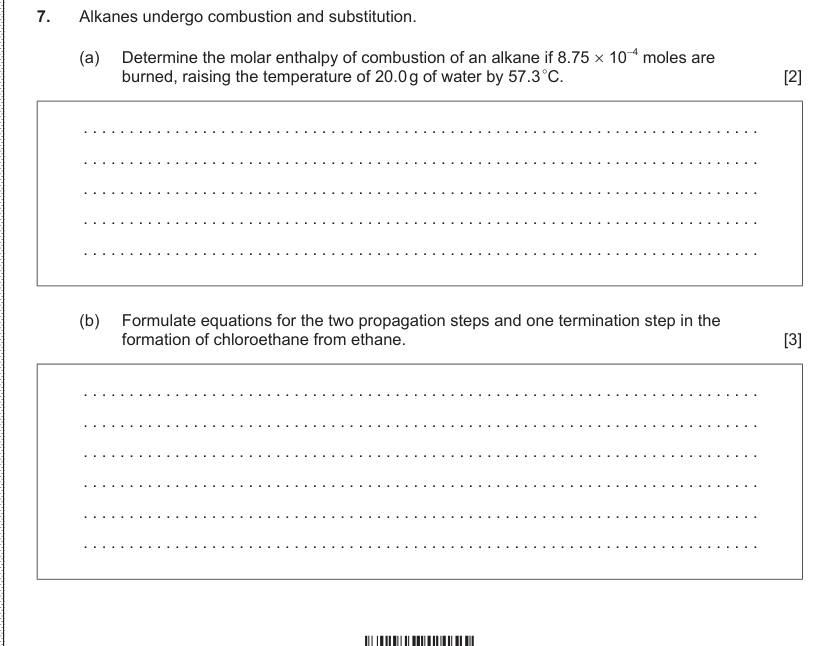 7. Alkanes undergo combustion and substitution.
(a) Determine the molar enthalpy of combustion of an alkane if 8.75 × 10⁻⁴ moles are
burned, raising the temperature of 20.0 g of water by 57.3 °C. [2]
(b) Formulate equations for the two propagation steps and one termination step in the
formation of chloroethane from ethane. [3]